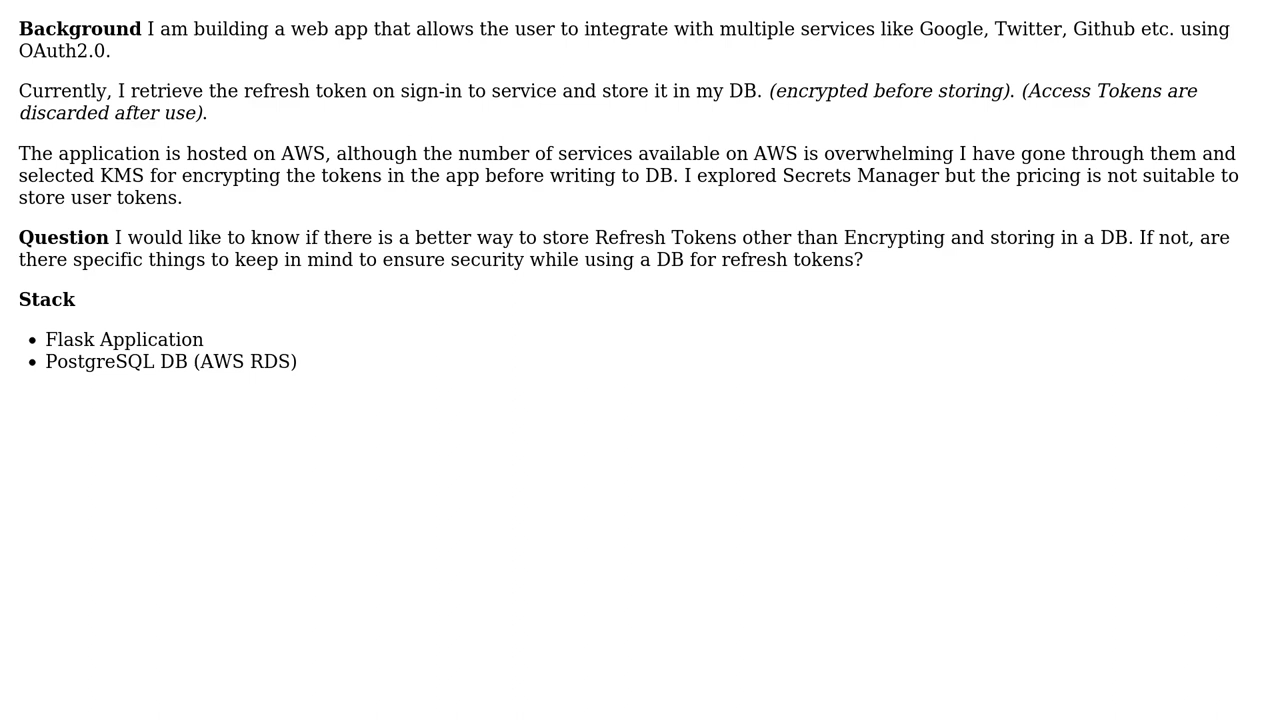 Background I am building a web app that allows the user to integrate with multiple services like Google, Twitter, Github etc. using
OAuth2.0.
Currently, I retrieve the refresh token on sign-in to service and store it in my DB. (encrypted before storing). (Access Tokens are
discarded after use).
The application is hosted on AWS, although the number of services available on AWS is overwhelming I have gone through them and
selected KMS for encrypting the tokens in the app before writing to DB. I explored Secrets Manager but the pricing is not suitable to
store user tokens.
Question I would like to know if there is a better way to store Refresh Tokens other than Encrypting and storing in a DB. If not, are
there specific things to keep in mind to ensure security while using a DB for refresh tokens?
Stack
• Flask Application
• PostgreSQL DB (AWS RDS)